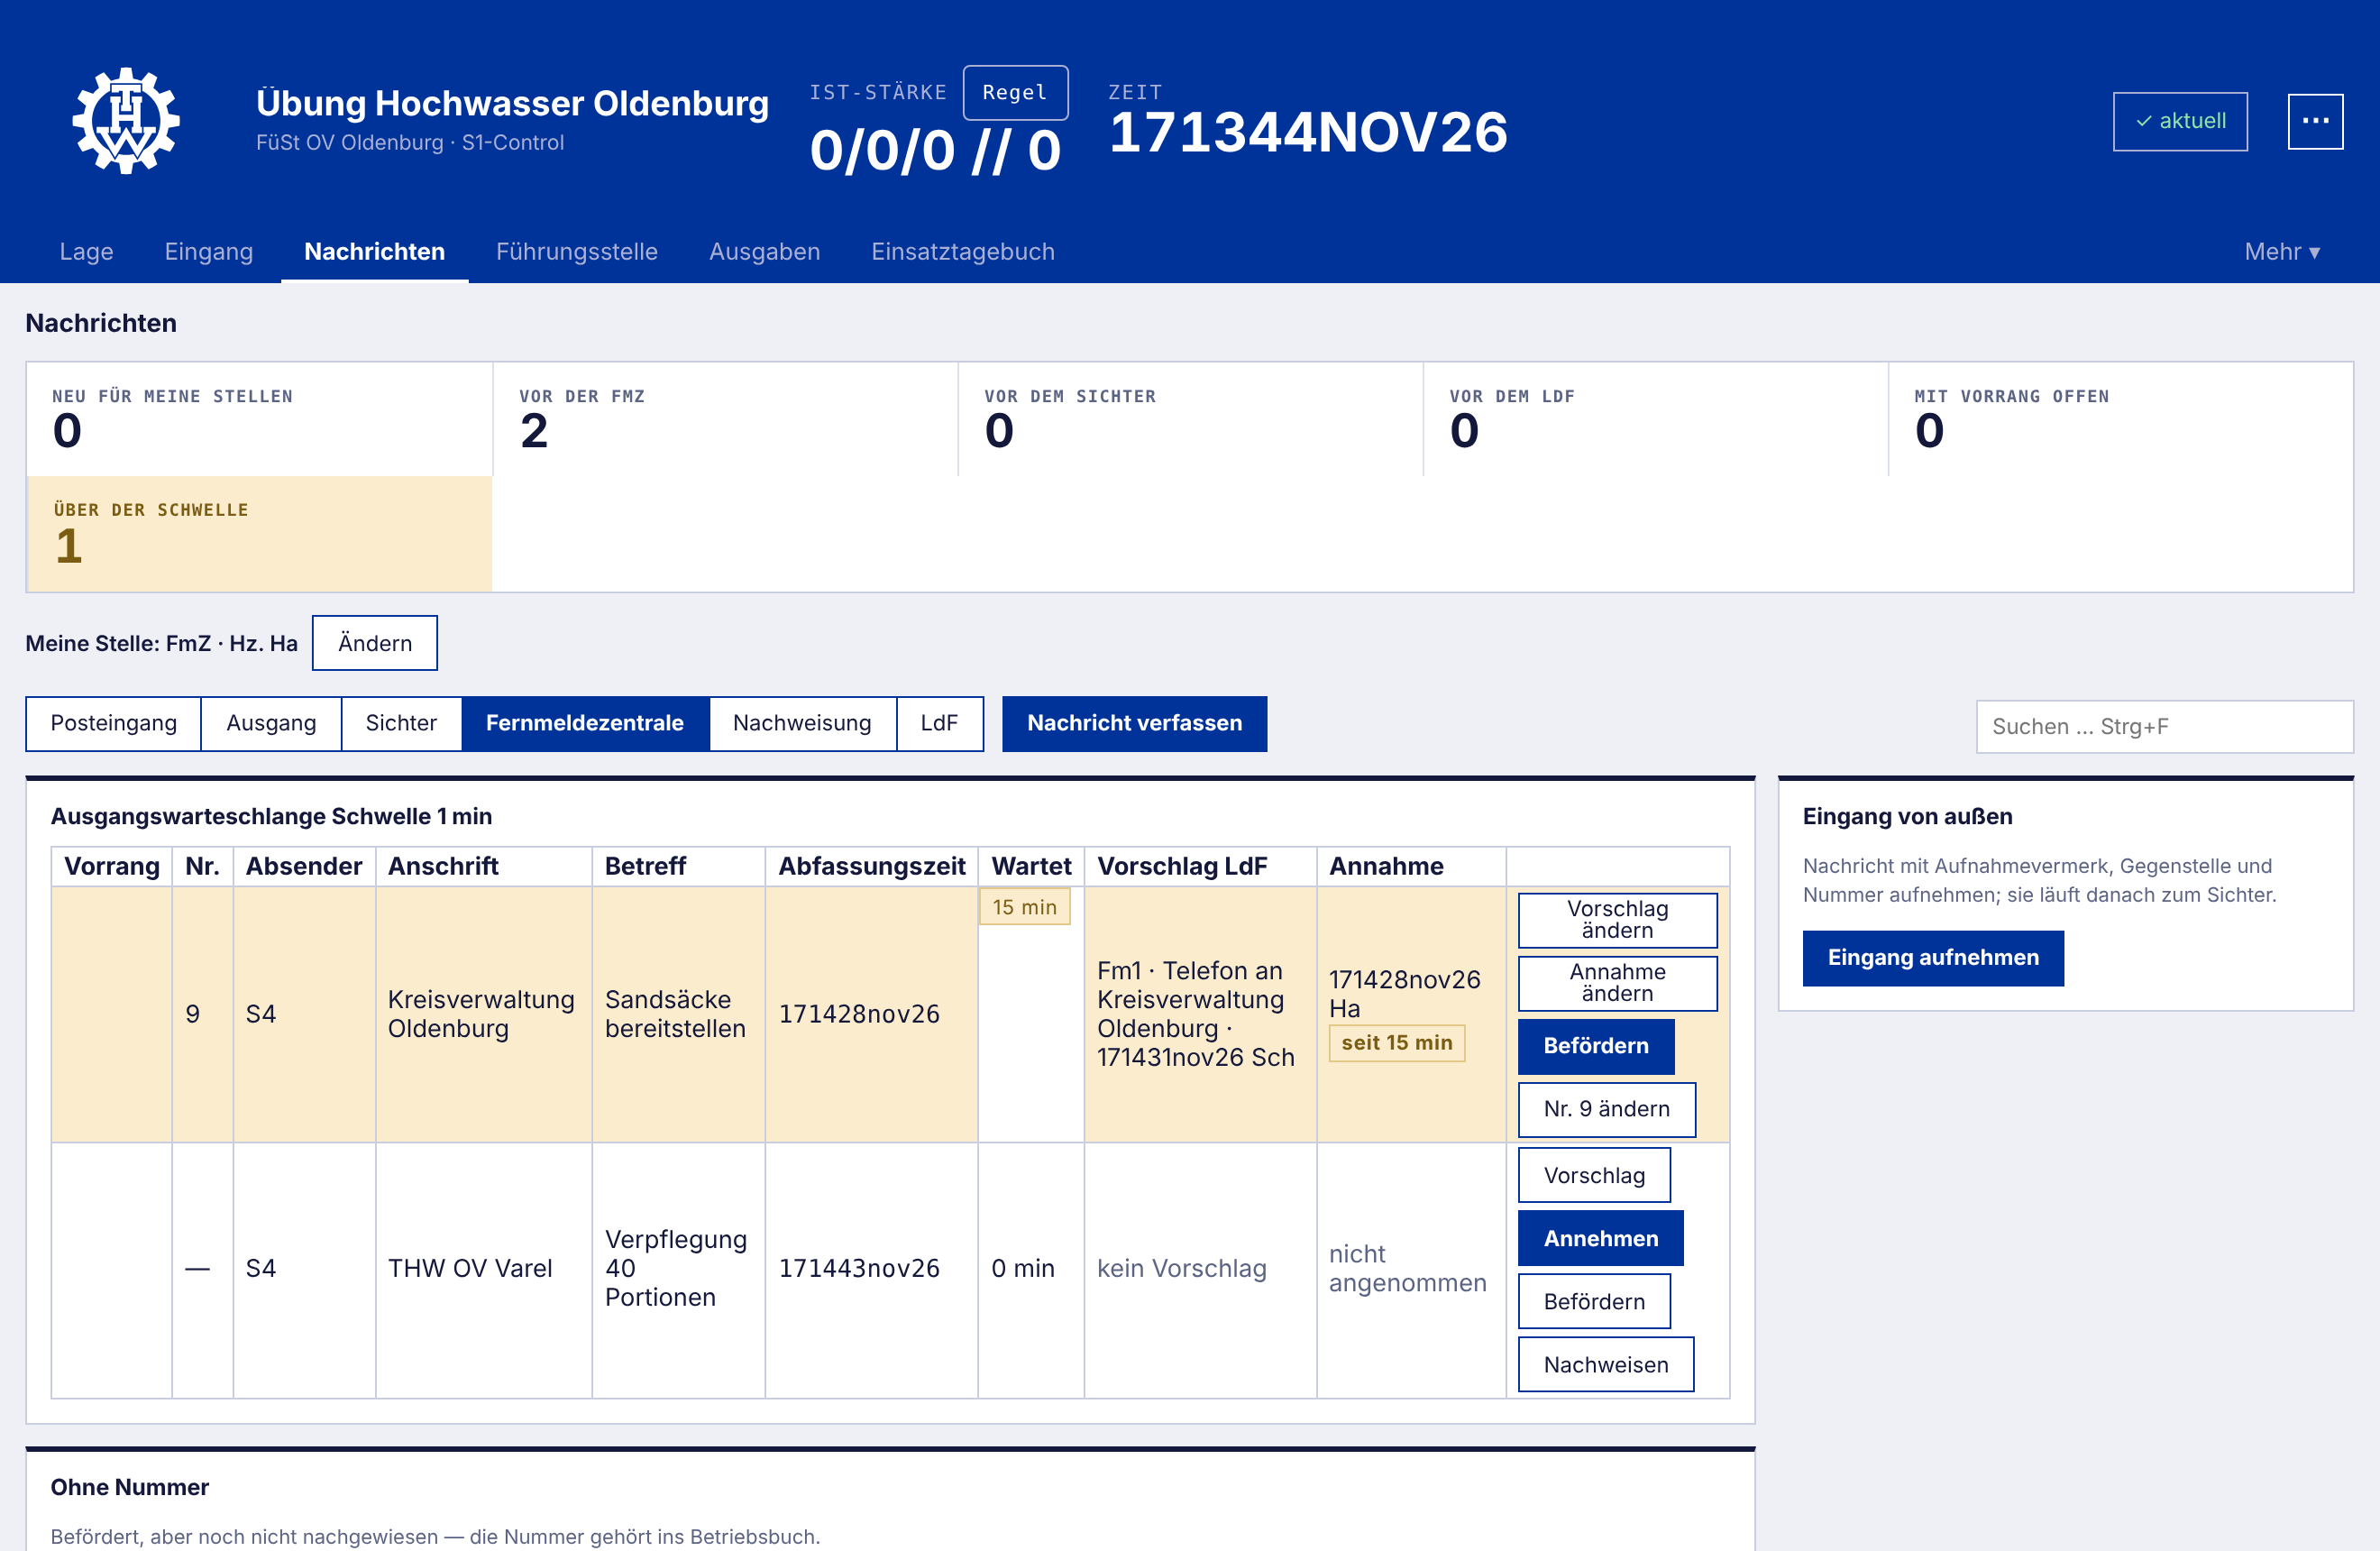 THW
Übung Hochwasser Oldenburg
FüSt OV Oldenburg · S1-Control
IST-STÄRKE Regel
0/0/0 // 0
ZEIT
171344NOV26
✓ aktuell
...
Lage Eingang Nachrichten Führungsstelle Ausgaben Einsatztagebuch Mehr ▾
Nachrichten
NEU FÜR MEINE STELLEN
0
VOR DER FMZ
2
VOR DEM SICHTER
0
VOR DEM LDF
0
MIT VORRANG OFFEN
0
ÜBER DER SCHWELLE
1
Meine Stelle: FmZ · Hz. Ha Ändern
Posteingang Ausgang Sichter Fernmeldezentrale Nachweisung LdF Nachricht verfassen Suchen ... Strg+F
Ausgangswarteschlange Schwelle 1 min
Vorrang Nr. Absender Anschrift Betreff Abfassungszeit Wartet Vorschlag LdF Annahme
9
S4
Kreisverwaltung
Oldenburg
Sandsäcke
bereitstellen
171428nov26
15 min
Fm1 · Telefon an
Kreisverwaltung
Oldenburg ·
171431nov26 Sch
171428nov26
Ha
seit 15 min
Vorschlag
ändern
Annahme
ändern
Befördern
Nr. 9 ändern
—
S4
THW OV Varel
Verpflegung
40
Portionen
171443nov26
0 min
kein Vorschlag
nicht
angenommen
Vorschlag
Annehmen
Befördern
Nachweisen
Eingang von außen
Nachricht mit Aufnahmevermerk, Gegenstelle und
Nummer aufnehmen; sie läuft danach zum Sichter.
Eingang aufnehmen
Ohne Nummer
Befördert, aber noch nicht nachgewiesen — die Nummer gehört ins Betriebsbuch.